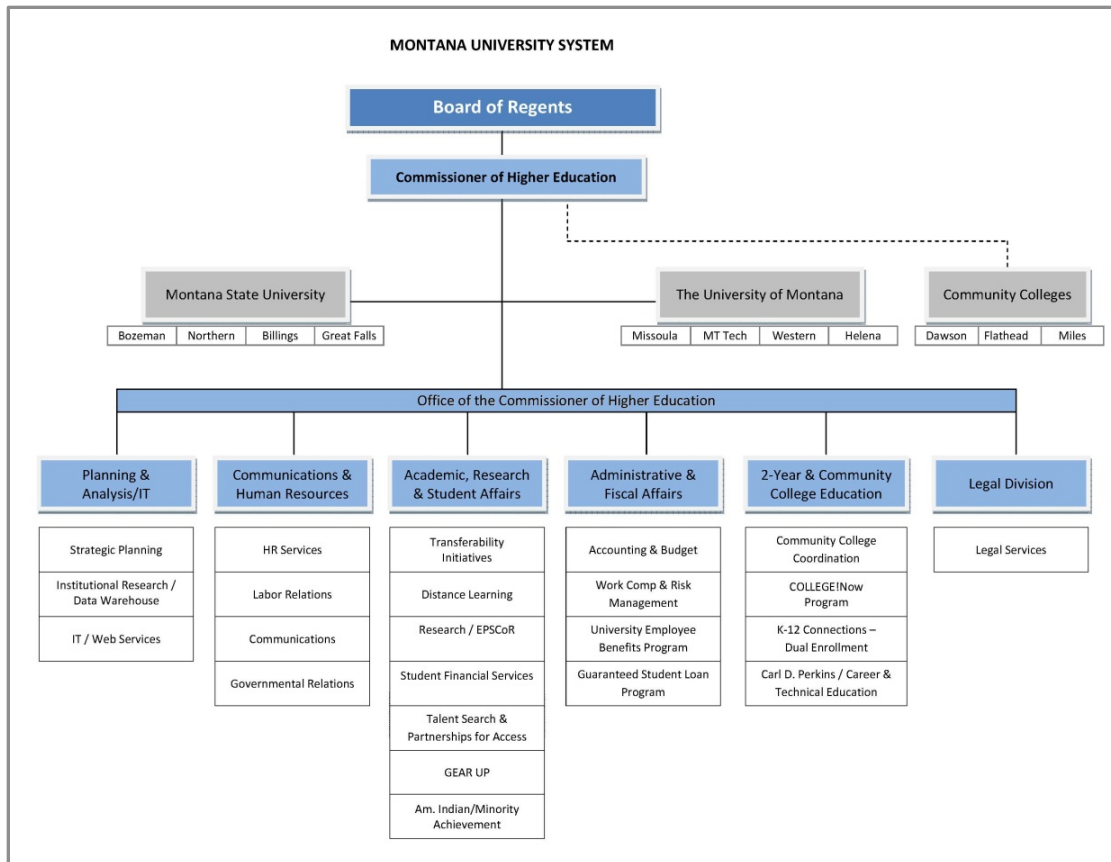 MONTANA UNIVERSITY SYSTEM
Board of Regents
Commissioner of Higher Education
Montana State University
Bozeman
Northern
Billings
Great Falls
The University of Montana
Missoula
MT Tech
Western
Helena
Community Colleges
Dawson
Flathead
Miles
Office of the Commissioner of Higher Education
Planning &
Analysis/IT
Strategic Planning
Institutional Research /
Data Warehouse
IT / Web Services
Communications &
Human Resources
HR Services
Labor Relations
Communications
Governmental Relations
Academic, Research
& Student Affairs
Transferability
Initiatives
Distance Learning
Research / EPSCoR
Student Financial Services
Talent Search &
Partnerships for Access
GEAR UP
Am. Indian/Minority
Achievement
Administrative &
Fiscal Affairs
Accounting & Budget
Work Comp & Risk
Management
University Employee
Benefits Program
Guaranteed Student Loan
Program
2-Year & Community
College Education
Community College
Coordination
COLLEGE!Now
Program
K-12 Connections –
Dual Enrollment
Carl D. Perkins / Career &
Technical Education
Legal Division
Legal Services